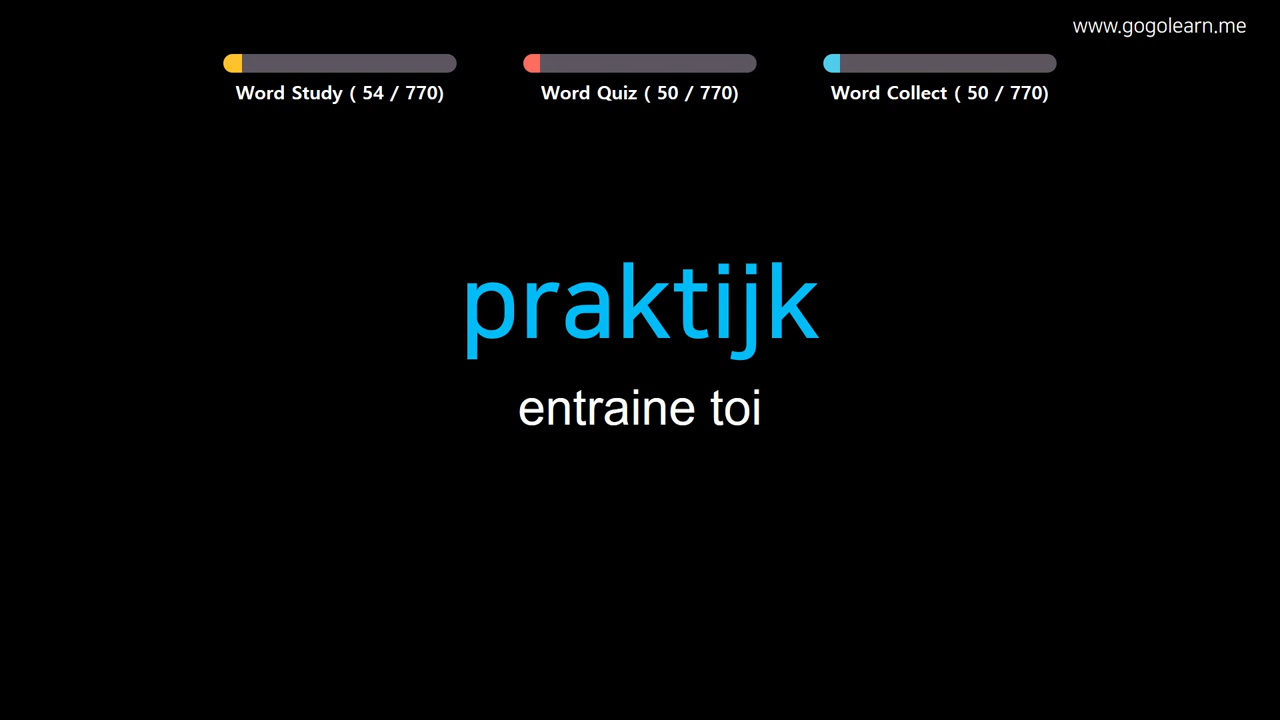 www.gogolearn.me
Word Study ( 54 / 770)
Word Quiz ( 50 / 770)
Word Collect ( 50 / 770)
praktijk
entraine toi